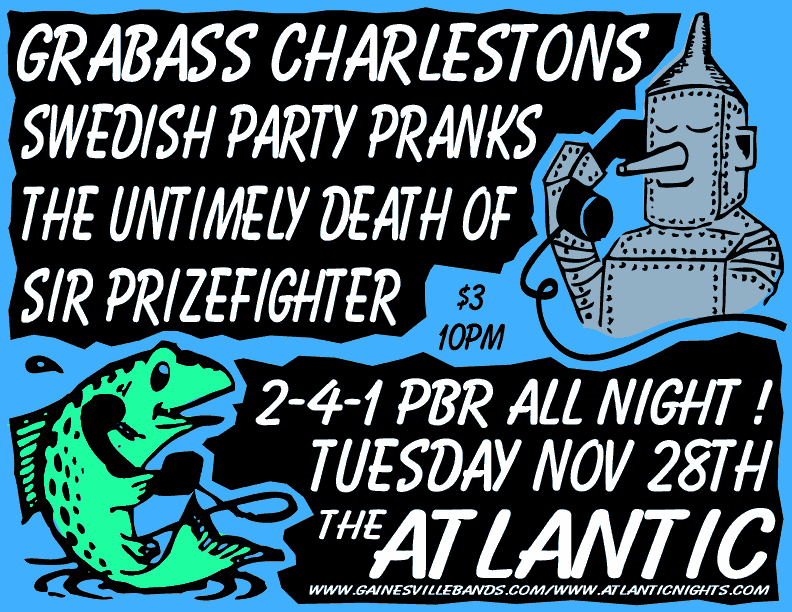 GRABASS CHARLESTONS
SWEDISH PARTY PRANKS
THE UNTIMELY DEATH OF
SIR PRIZEFIGHTER
$3
10PM
2-4-1 PBR ALL NIGHT !
TUESDAY NOV 28TH
THE ATLANTIC
WWW.GAINESVILLEBANDS.COM/WWW.ATLANTICNIGHTS.COM